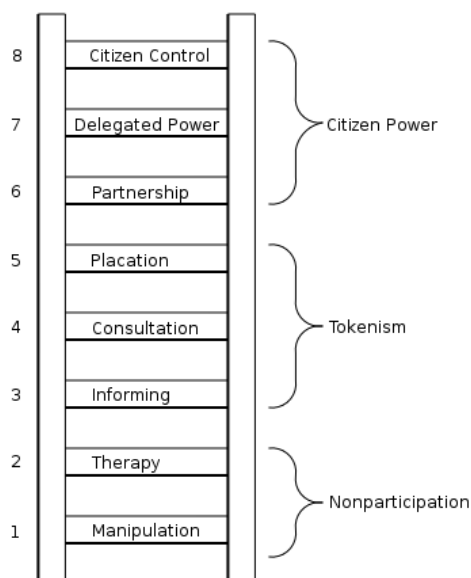 8 Citizen Control
7 Delegated Power
Citizen Power
6 Partnership
5 Placation
4 Consultation
Tokenism
3 Informing
2 Therapy
Nonparticipation
1 Manipulation